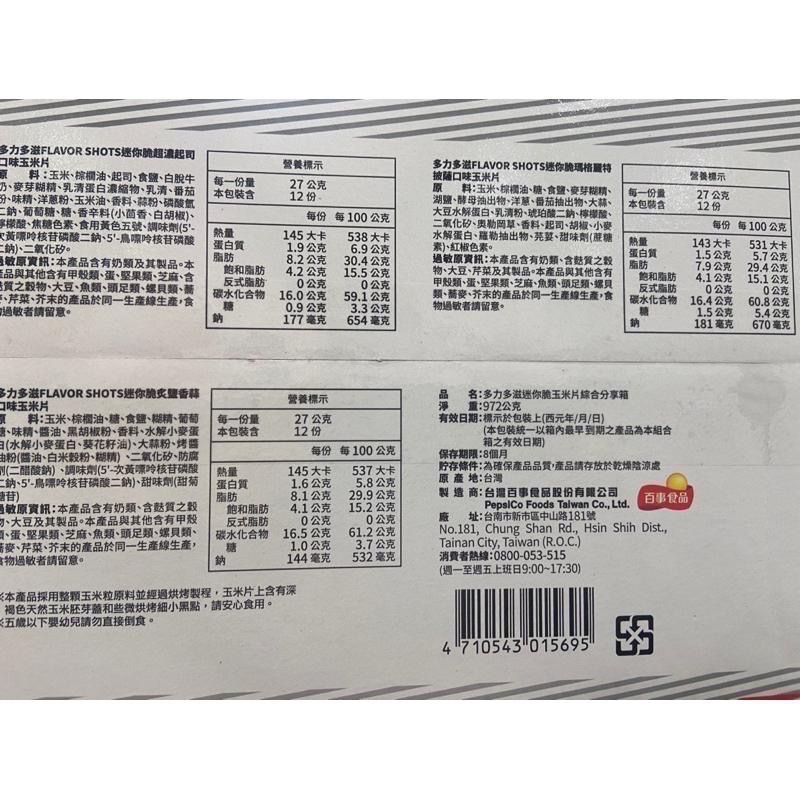 多力多滋FLAVOR SHOTS迷你脆超濃起司
口味玉米片
原 料:玉米、棕櫚油、起司、食鹽、白脫牛
奶、麥芽糊精、乳清蛋白濃縮物、乳清、番茄
粉、味精、洋蔥粉、玉米油、香料、蒜粉、磷酸氫
二鈉、葡萄糖、糖、香辛料(小茴香、白胡椒)、
檸檬酸、焦糖色素、食用黃色五號、調味劑(5'-
次黃嘌呤核苷磷酸二鈉、5'-鳥嘌呤核苷磷酸
二鈉)、二氧化矽。
過敏原資訊:本產品含有奶類及其製品。本
產品與其他含有甲殼類、蛋、堅果類、芝麻、含
麩質之穀物、大豆、魚類、頭足類、螺貝類、蕎
麥、芹菜、芥末的產品於同一生產線生產,食
物過敏者請留意。
營養標示
每一份量 27 公克
本包裝含 12 份
每份 每 100 公克
熱量 145 大卡 538 大卡
蛋白質 1.9 公克 6.9 公克
脂肪 8.2 公克 30.4 公克
飽和脂肪 4.2 公克 15.5 公克
反式脂肪 0 公克 0 公克
碳水化合物 16.0 公克 59.1 公克
糖 0.9 公克 3.3 公克
鈉 177 毫克 654 毫克
多力多滋FLAVOR SHOTS迷你脆瑪格麗特
披薩口味玉米片
原 料:玉米、棕櫚油、糖、食鹽、麥芽糊精、
湖鹽、酵母抽出物、洋蔥、番茄抽出物、大蒜、
大豆水解蛋白、乳清粉、琥珀酸二鈉、檸檬酸、
二氧化矽、奧勒岡草、香料、起司、胡椒、小麥
水解蛋白、羅勒抽出物、芫荽、甜味劑(蔗糖
素)、紅椒色素。
過敏原資訊:本產品含有奶類、含麩質之穀
物、大豆、芹菜及其製品。本產品與其他含有
甲殼類、蛋、堅果類、芝麻、魚類、頭足類、螺貝
類、蕎麥、芥末的產品於同一生產線生產,食
物過敏者請留意。
營養標示
每一份量 27 公克
本包裝含 12 份
每份 每 100 公克
熱量 143 大卡 531 大卡
蛋白質 1.5 公克 5.7 公克
脂肪 7.9 公克 29.4 公克
飽和脂肪 4.1 公克 15.1 公克
反式脂肪 0 公克 0 公克
碳水化合物 16.4 公克 60.8 公克
糖 1.5 公克 5.4 公克
鈉 181 毫克 670 毫克
多力多滋FLAVOR SHOTS迷你脆炙鹽香蒜
口味玉米片
原 料:玉米、棕櫚油、糖、食鹽、糊精、葡萄
糖、味精、醬油、黑胡椒粉、香料、水解小麥蛋
白(水解小麥蛋白、葵花籽油)、大蒜粉、烤醬
油粉(醬油、白米穀粉、糊精)、二氧化矽、防腐
劑(二醋酸鈉)、調味劑(5'-次黃嘌呤核苷磷酸
二鈉、5'-鳥嘌呤核苷磷酸二鈉)、甜味劑(甜菊
醣苷)
過敏原資訊:本產品含有奶類、含麩質之穀
物、大豆及其製品。本產品與其他含有甲殼
類、蛋、堅果類、芝麻、魚類、頭足類、螺貝類、
蕎麥、芹菜、芥末的產品於同一生產線生產,
食物過敏者請留意。
營養標示
每一份量 27 公克
本包裝含 12 份
每份 每 100 公克
熱量 145 大卡 537 大卡
蛋白質 1.6 公克 5.8 公克
脂肪 8.1 公克 29.9 公克
飽和脂肪 4.1 公克 15.2 公克
反式脂肪 0 公克 0 公克
碳水化合物 16.5 公克 61.2 公克
糖 1.0 公克 3.7 公克
鈉 144 毫克 532 毫克
※本產品採用整顆玉米粒原料並經過烘烤製程,玉米片上含有深
褐色天然玉米胚芽蓋和些微烘烤細小黑點,請安心食用。
※五歲以下嬰幼兒請勿直接倒食。
品 名:多力多滋迷你脆玉米片綜合分享箱
淨 重:972公克
有效日期:標示於包裝上(西元年/月/日)
(本包裝統一以箱內最早到期之產品為本組合
箱之有效日期)
保存期限:8個月
貯存條件:為確保產品品質,產品請存放於乾燥陰涼處
原 產 地:台灣
製 造 商:台灣百事食品股份有限公司
PepsiCo Foods Taiwan Co., Ltd.
百事食品
廠 址:台南市新市區中山路181號
No.181, Chung Shan Rd., Hsin Shih Dist.,
Tainan City, Taiwan (R.O.C.)
消費者熱線:0800-053-515
(週一至週五上班日9:00~17:30)
4 710543 015695